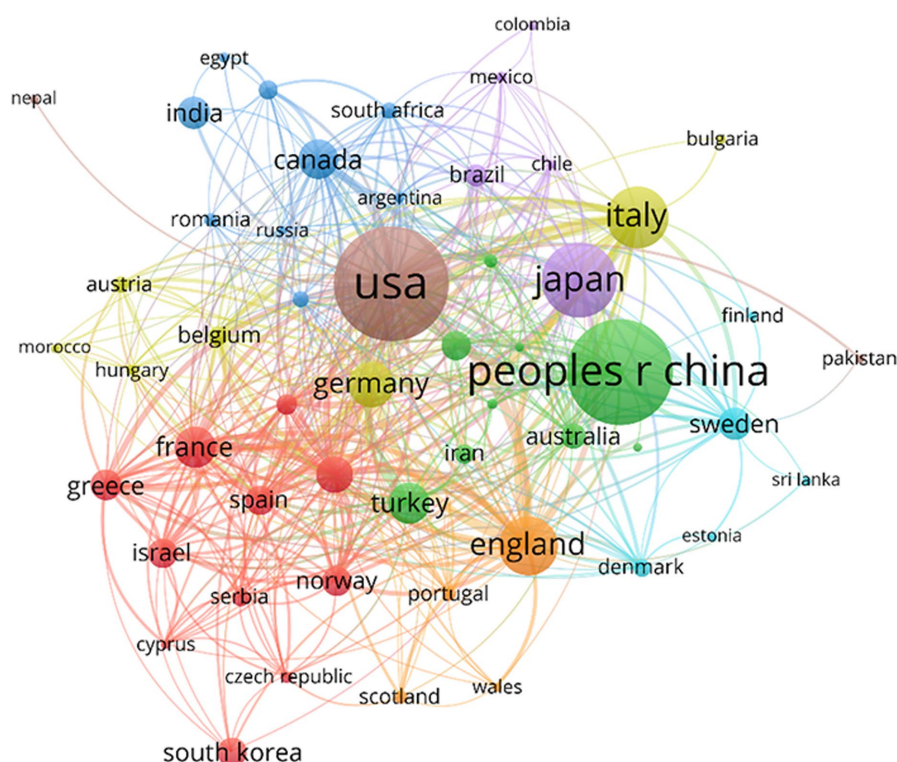 colombia
egypt
mexico
nepal
india
south africa
bulgaria
canada
chile
brazil
argentina
romania
italy
russia
usa
japan
austria
finland
belgium
morocco
pakistan
hungary
germany
peoples r china
sweden
australia
france
iran
sri lanka
greece
spain
turkey
estonia
england
israel
denmark
norway
serbia
portugal
cyprus
czech republic
wales
scotland
south korea